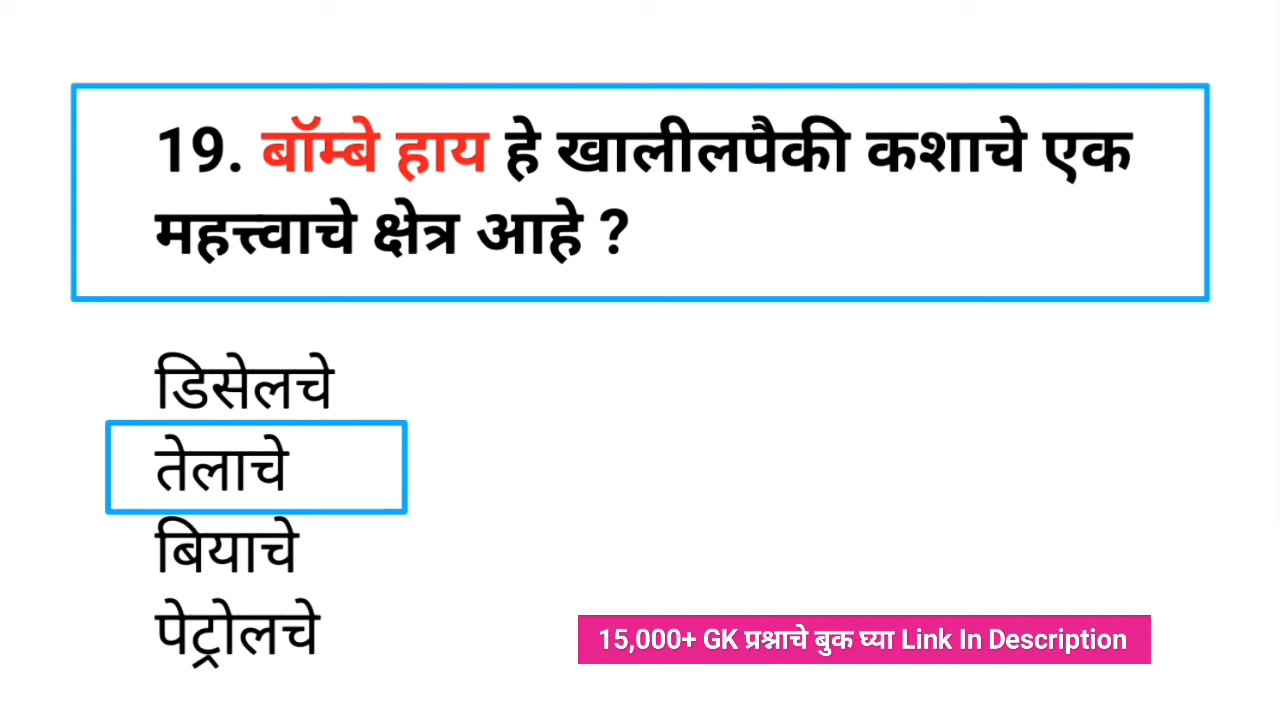 19. बॉम्बे हाय हे खालीलपैकी कशाचे एक
महत्त्वाचे क्षेत्र आहे ?
डिसेलचे
तेलाचे
बियाचे
पेट्रोलचे
15,000+ GK प्रश्नाचे बुक घ्या Link In Description